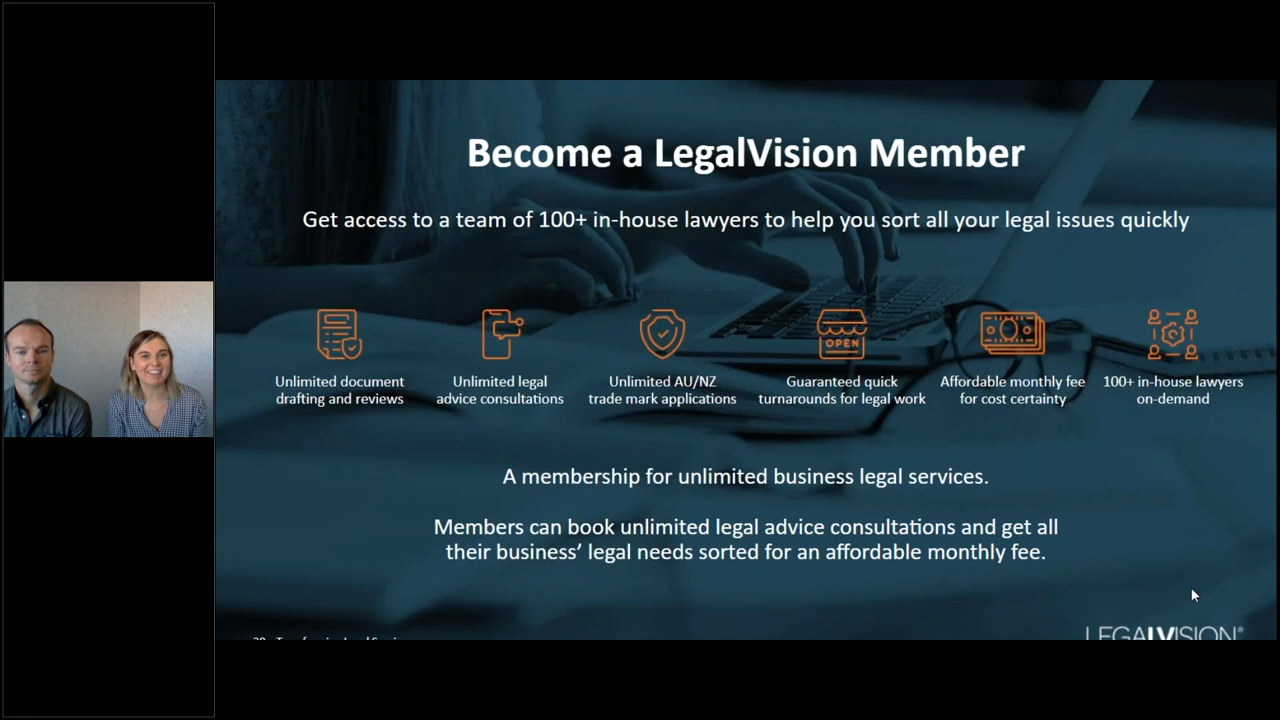 Become a LegalVision Member
Get access to a team of 100+ in-house lawyers to help you sort all your legal issues quickly
OPEN
Unlimited document
drafting and reviews
Unlimited legal
advice consultations
Unlimited AU/NZ
trade mark applications
Guaranteed quick
turnarounds for legal work
Affordable monthly fee
for cost certainty
100+ in-house lawyers
on-demand
A membership for unlimited business legal services.
Members can book unlimited legal advice consultations and get all
their business’ legal needs sorted for an affordable monthly fee.
LEGALVISION®